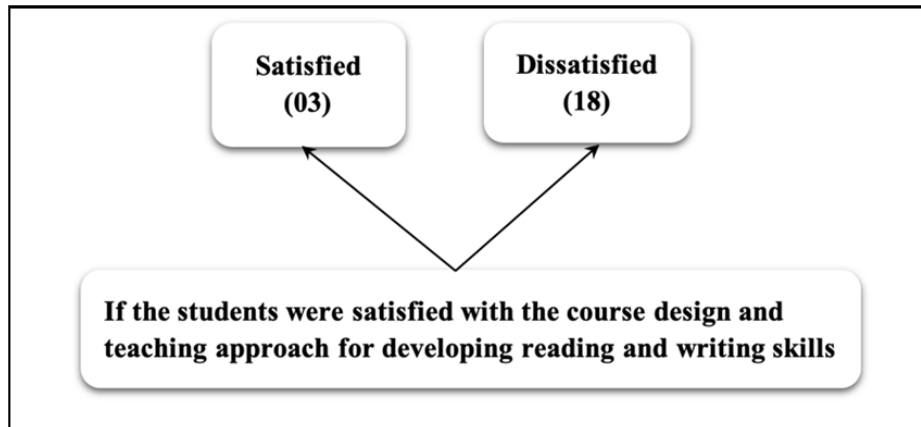 Satisfied
(03)
Dissatisfied
(18)
If the students were satisfied with the course design and
teaching approach for developing reading and writing skills